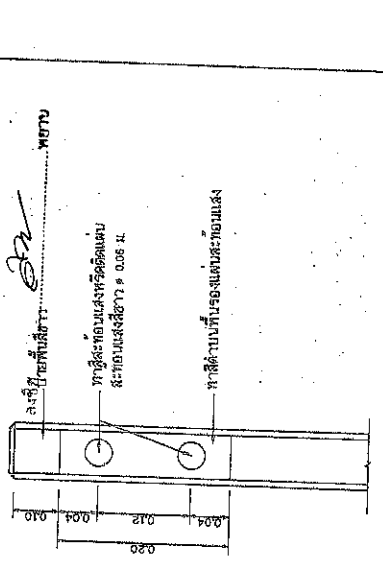 ลงชื่อ
พยาน
ทาสีพื้นสีขาว
ทาสีสะท้อนแสงหรือติดแผ่น
สะท้อนแสงสีขาว ø 0.06 ม.
ทาสีดำบนพื้นรองแผ่นสะท้อนแสง
0.10
0.04
0.12
0.04
0.20